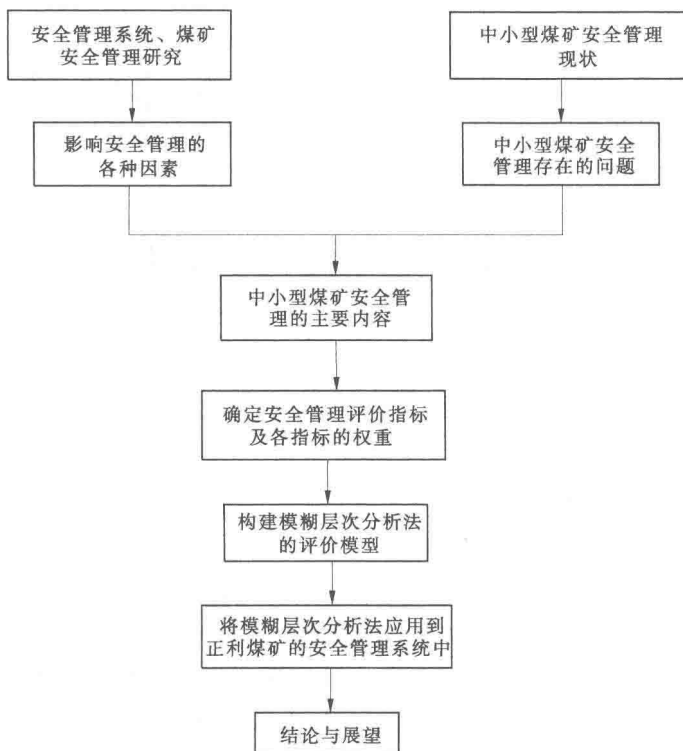 安全管理系统、煤矿
安全管理研究
中小型煤矿安全管理
现状
影响安全管理的
各种因素
中小型煤矿安全
管理存在的问题
中小型煤矿安全管
理的主要内容
确定安全管理评价指标
及各指标的权重
构建模糊层次分析法
的评价模型
将模糊层次分析法应用到
正利煤矿的安全管理系统中
结论与展望